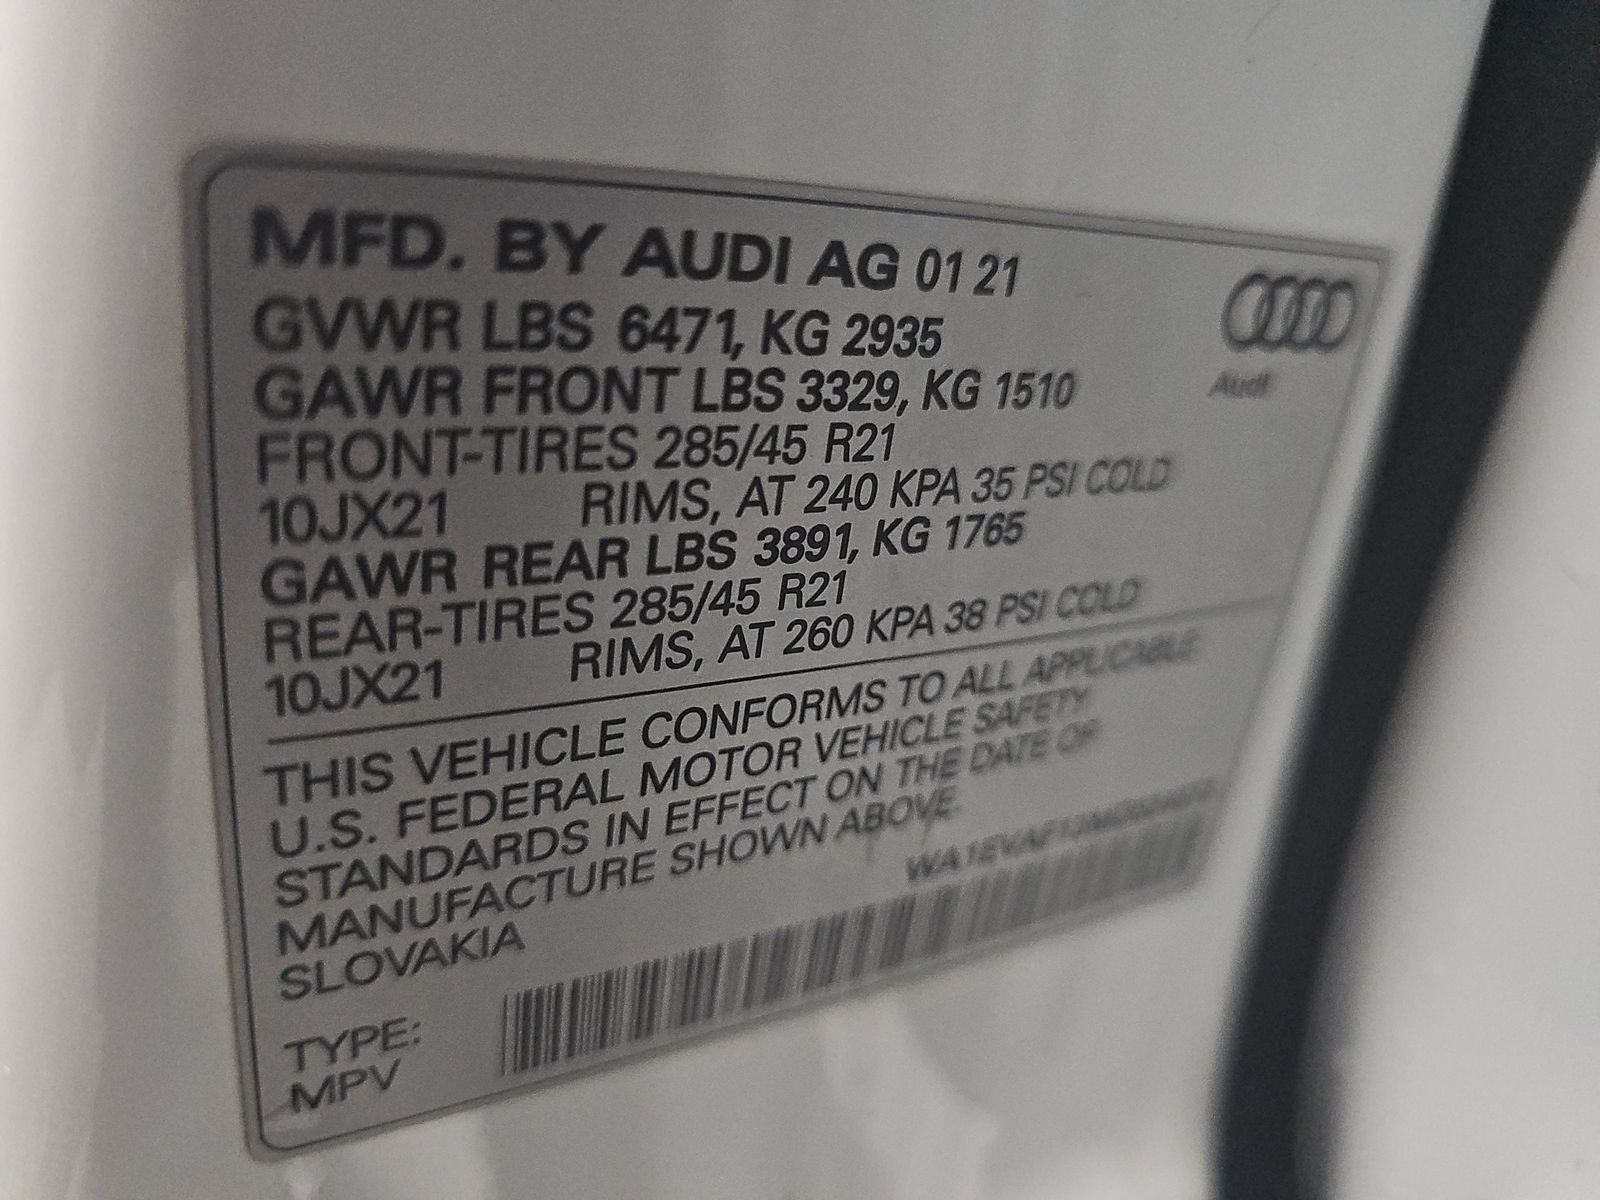 MFD. BY AUDI AG 01 21
GVWR LBS 6471, KG 2935
GAWR FRONT LBS 3329, KG 1510
FRONT-TIRES 285/45 R21
10JX21 RIMS, AT 240 KPA 35 PSI COLD
GAWR REAR LBS 3891, KG 1765
REAR-TIRES 285/45 R21
10JX21 RIMS, AT 260 KPA 38 PSI COLD
Audi
THIS VEHICLE CONFORMS TO ALL APPLICABLE
U.S. FEDERAL MOTOR VEHICLE SAFETY
STANDARDS IN EFFECT ON THE DATE OF
MANUFACTURE SHOWN ABOVE.
SLOVAKIA
TYPE:
MPV